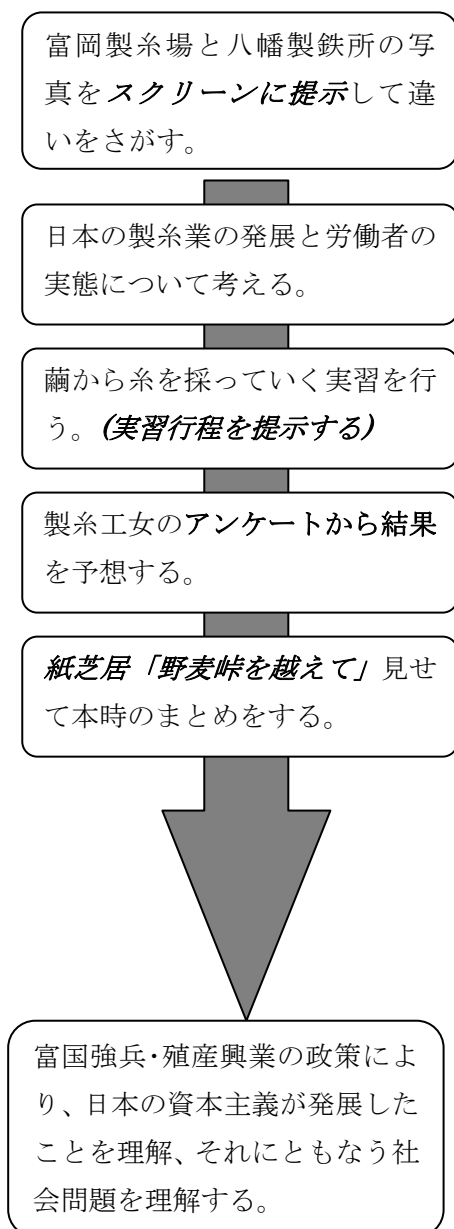 富岡製糸場と八幡製鉄所の写
真をスクリーンに提示して違
いをさがす。
日本の製糸業の発展と労働者の
実態について考える。
繭から糸を採っていく実習を行
う。(実習行程を提示する)
製糸工女のアンケートから結果
を予想する。
紙芝居「野麦峠を越えて」見せ
て本時のまとめをする。
富国強兵・殖産興業の政策によ
り、日本の資本主義が発展した
ことを理解、それにともなう社
会問題を理解する。